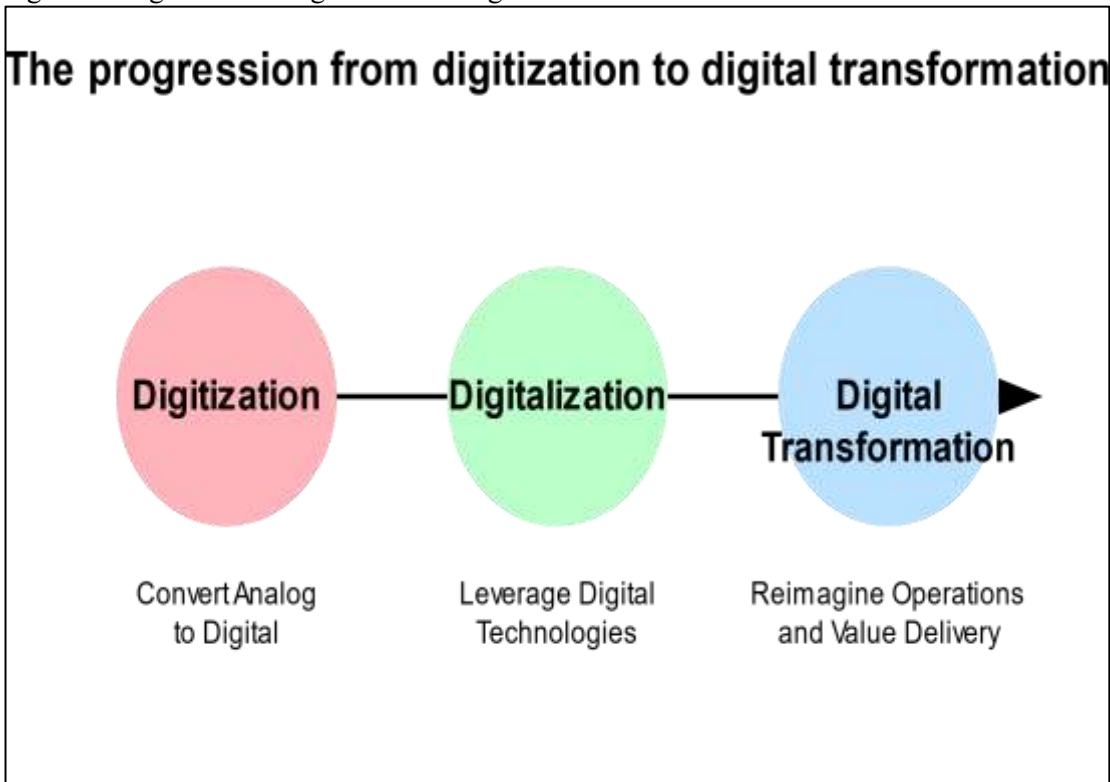 The progression from digitization to digital transformation
Digitization
Digitalization
Digital
Transformation
Convert Analog
to Digital
Leverage Digital
Technologies
Reimagine Operations
and Value Delivery